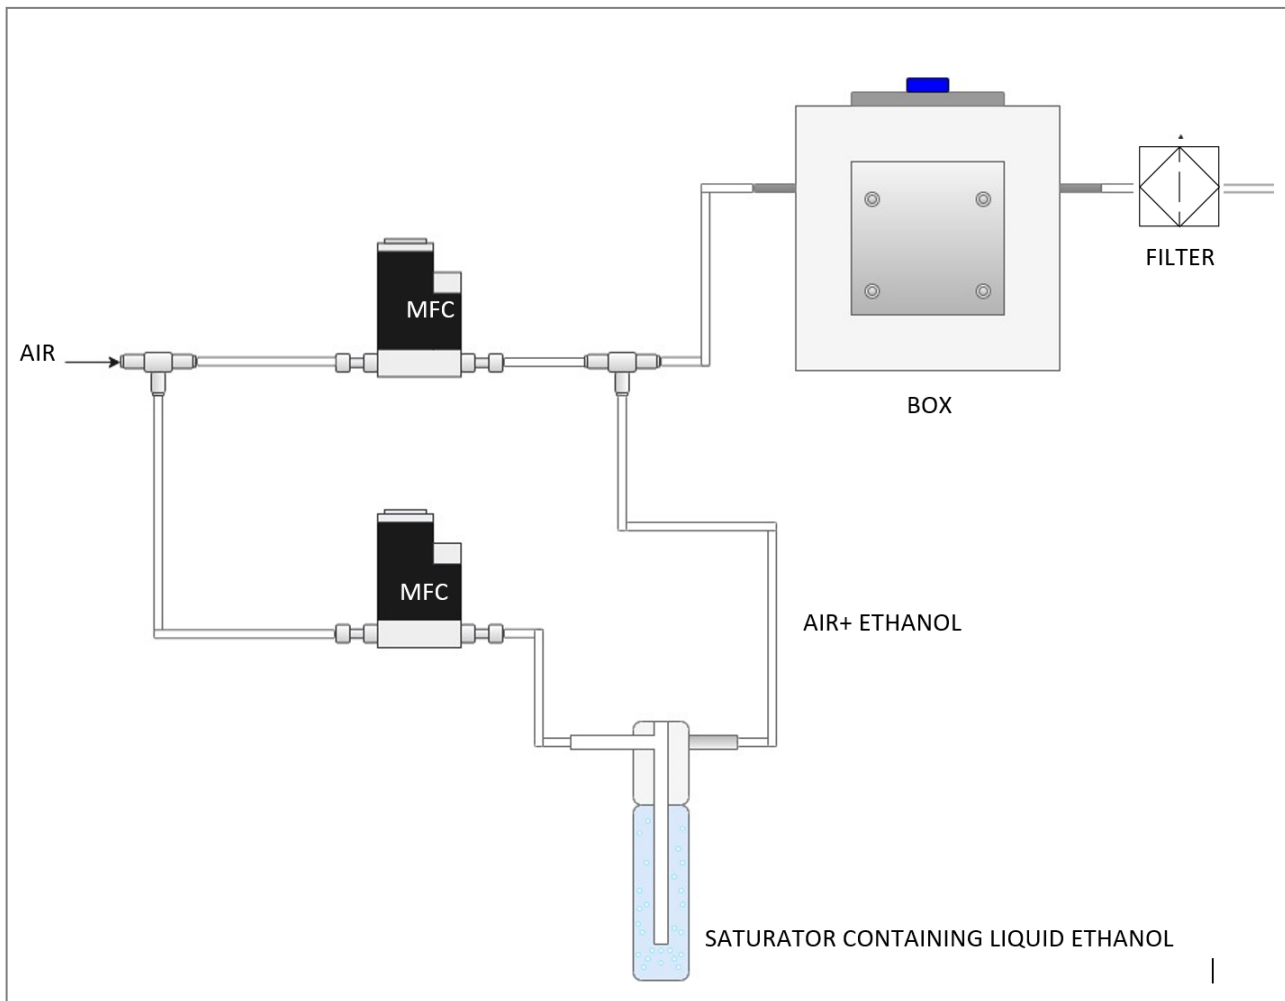 MFC
AIR
FILTER
BOX
MFC
AIR+ ETHANOL
SATURATOR CONTAINING LIQUID ETHANOL